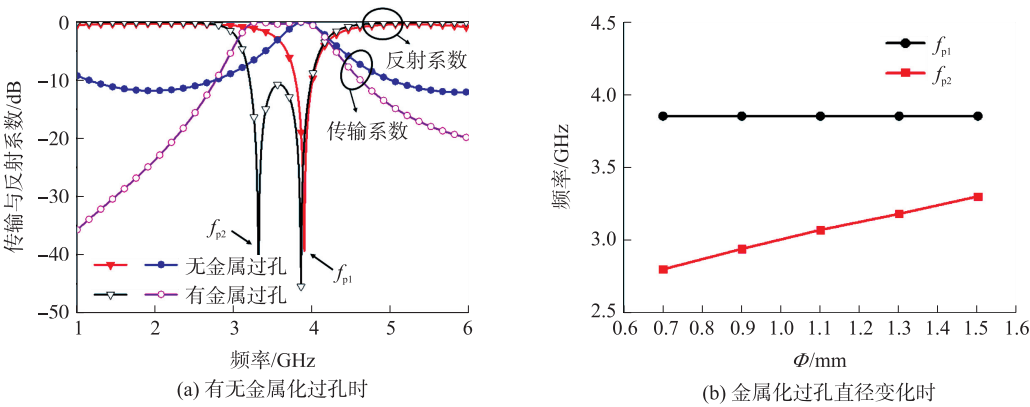 0
−10
−20
−30
−40
−50
传输与反射系数/dB
反射系数
传输系数
fp2
fp1
无金属过孔
有金属过孔
1 2 3 4 5 6
频率/GHz
(a) 有无金属化过孔时
4.5
4.0
3.5
3.0
2.5
频率/GHz
fp1
fp2
0.6 0.7 0.8 0.9 1.0 1.1 1.2 1.3 1.4 1.5 1.6
Φ/mm
(b) 金属化过孔直径变化时